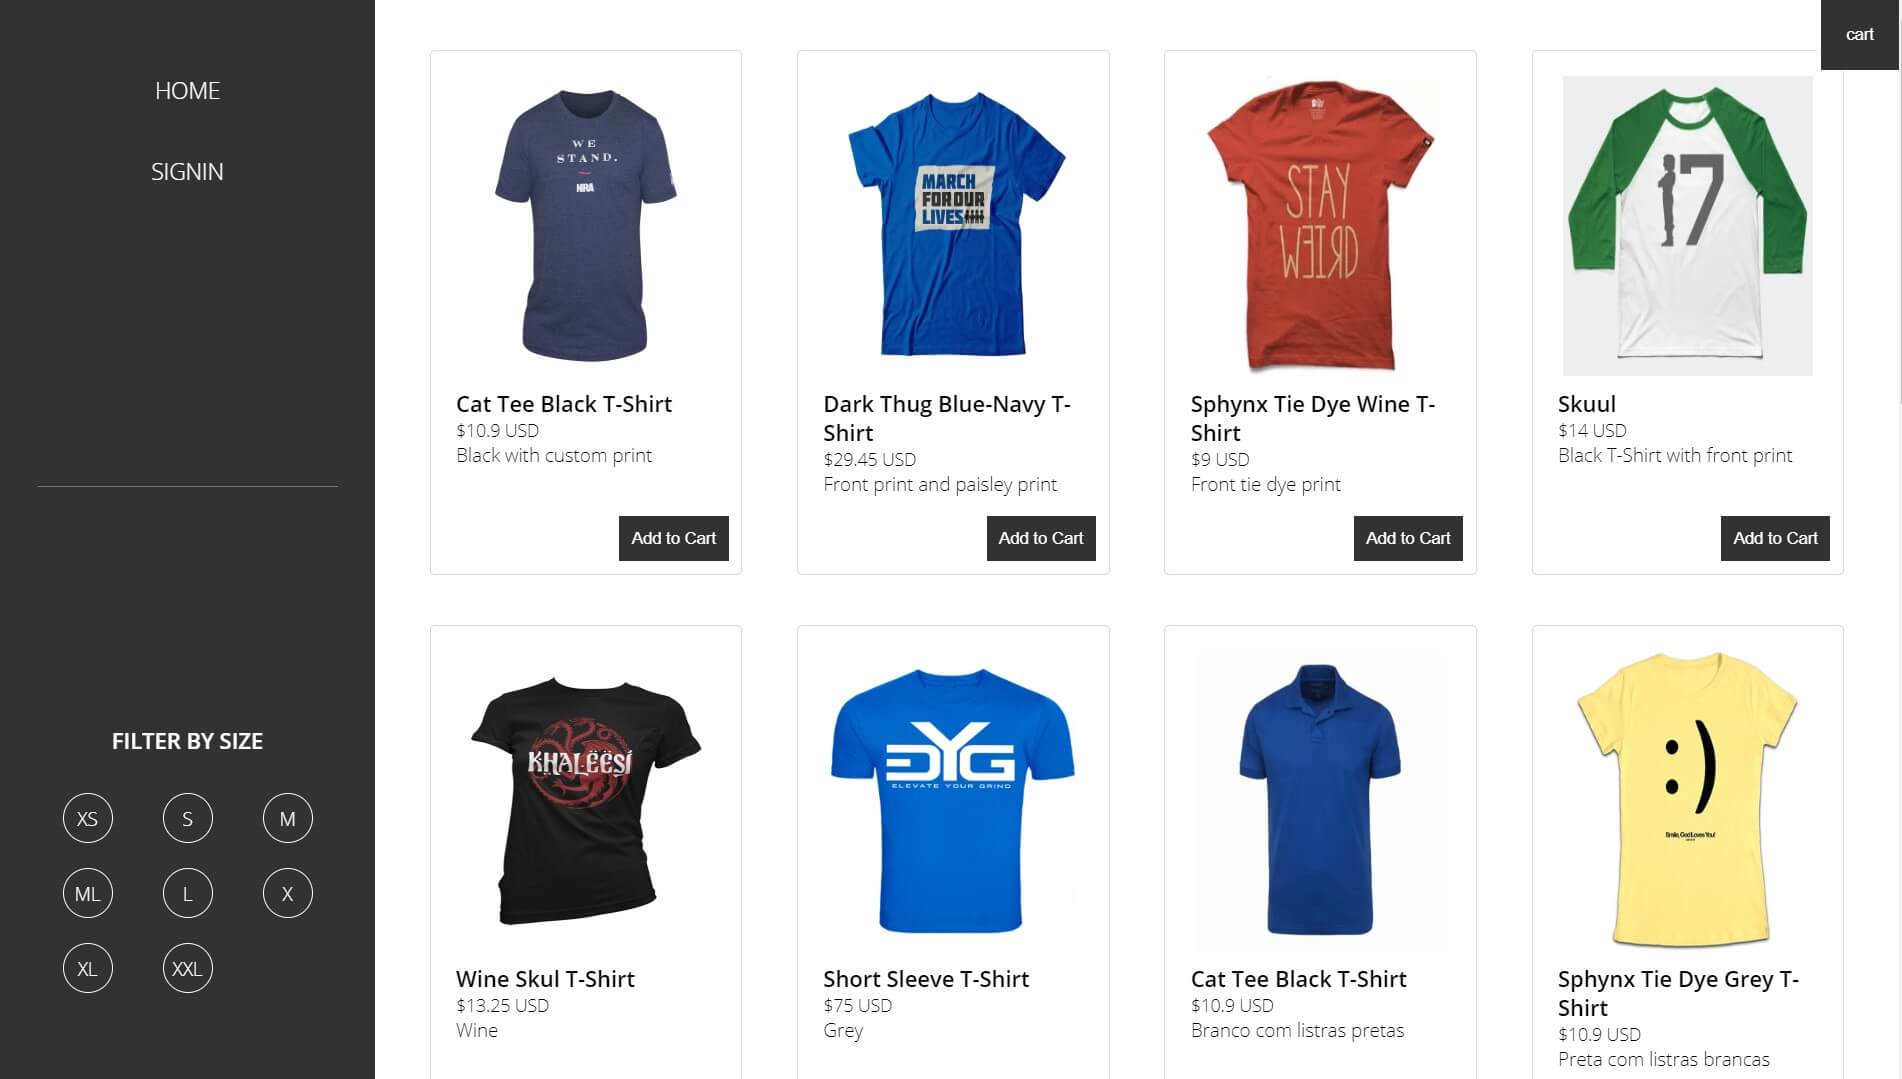 HOME
SIGNIN
FILTER BY SIZE
XS S M
ML L X
XL XXL
cart
WE
STAND.
NRA
Cat Tee Black T-Shirt
$10.9 USD
Black with custom print
Add to Cart
MARCH
FOR OUR
LIVES
Dark Thug Blue-Navy T-
Shirt
$29.45 USD
Front print and paisley print
Add to Cart
STAY
WEIRD
Sphynx Tie Dye Wine T-
Shirt
$9 USD
Front tie dye print
Add to Cart
17
Skuul
$14 USD
Black T-Shirt with front print
Add to Cart
KHALEESI
Wine Skul T-Shirt
$13.25 USD
Wine
GYG
ELEVATE YOUR GRIND
Short Sleeve T-Shirt
$75 USD
Grey
Cat Tee Black T-Shirt
$10.9 USD
Branco com listras pretas
:)
Smile, God Loves You!
Sphynx Tie Dye Grey T-
Shirt
$10.9 USD
Preta com listras brancas